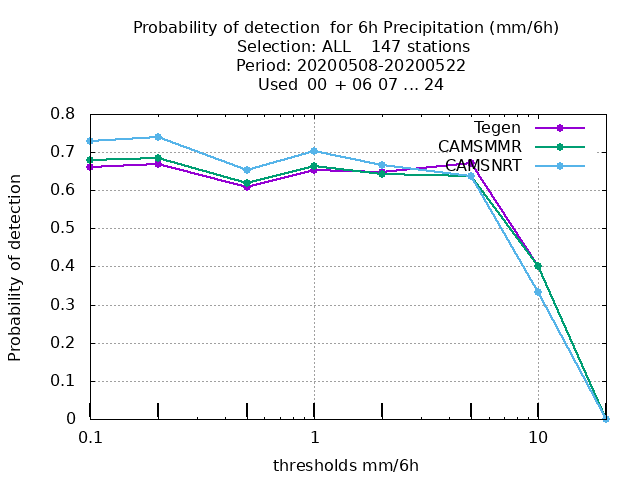 Probability of detection  for 6h Precipitation (mm/6h)
Selection: ALL    147 stations
Period: 20200508-20200522
Used  00  + 06 07 ... 24
Probability of detection
0.8
0.7
0.6
0.5
0.4
0.3
0.2
0.1
0
Tegen
CAMSMMR
CAMSNRT
0.1
1
10
thresholds mm/6h